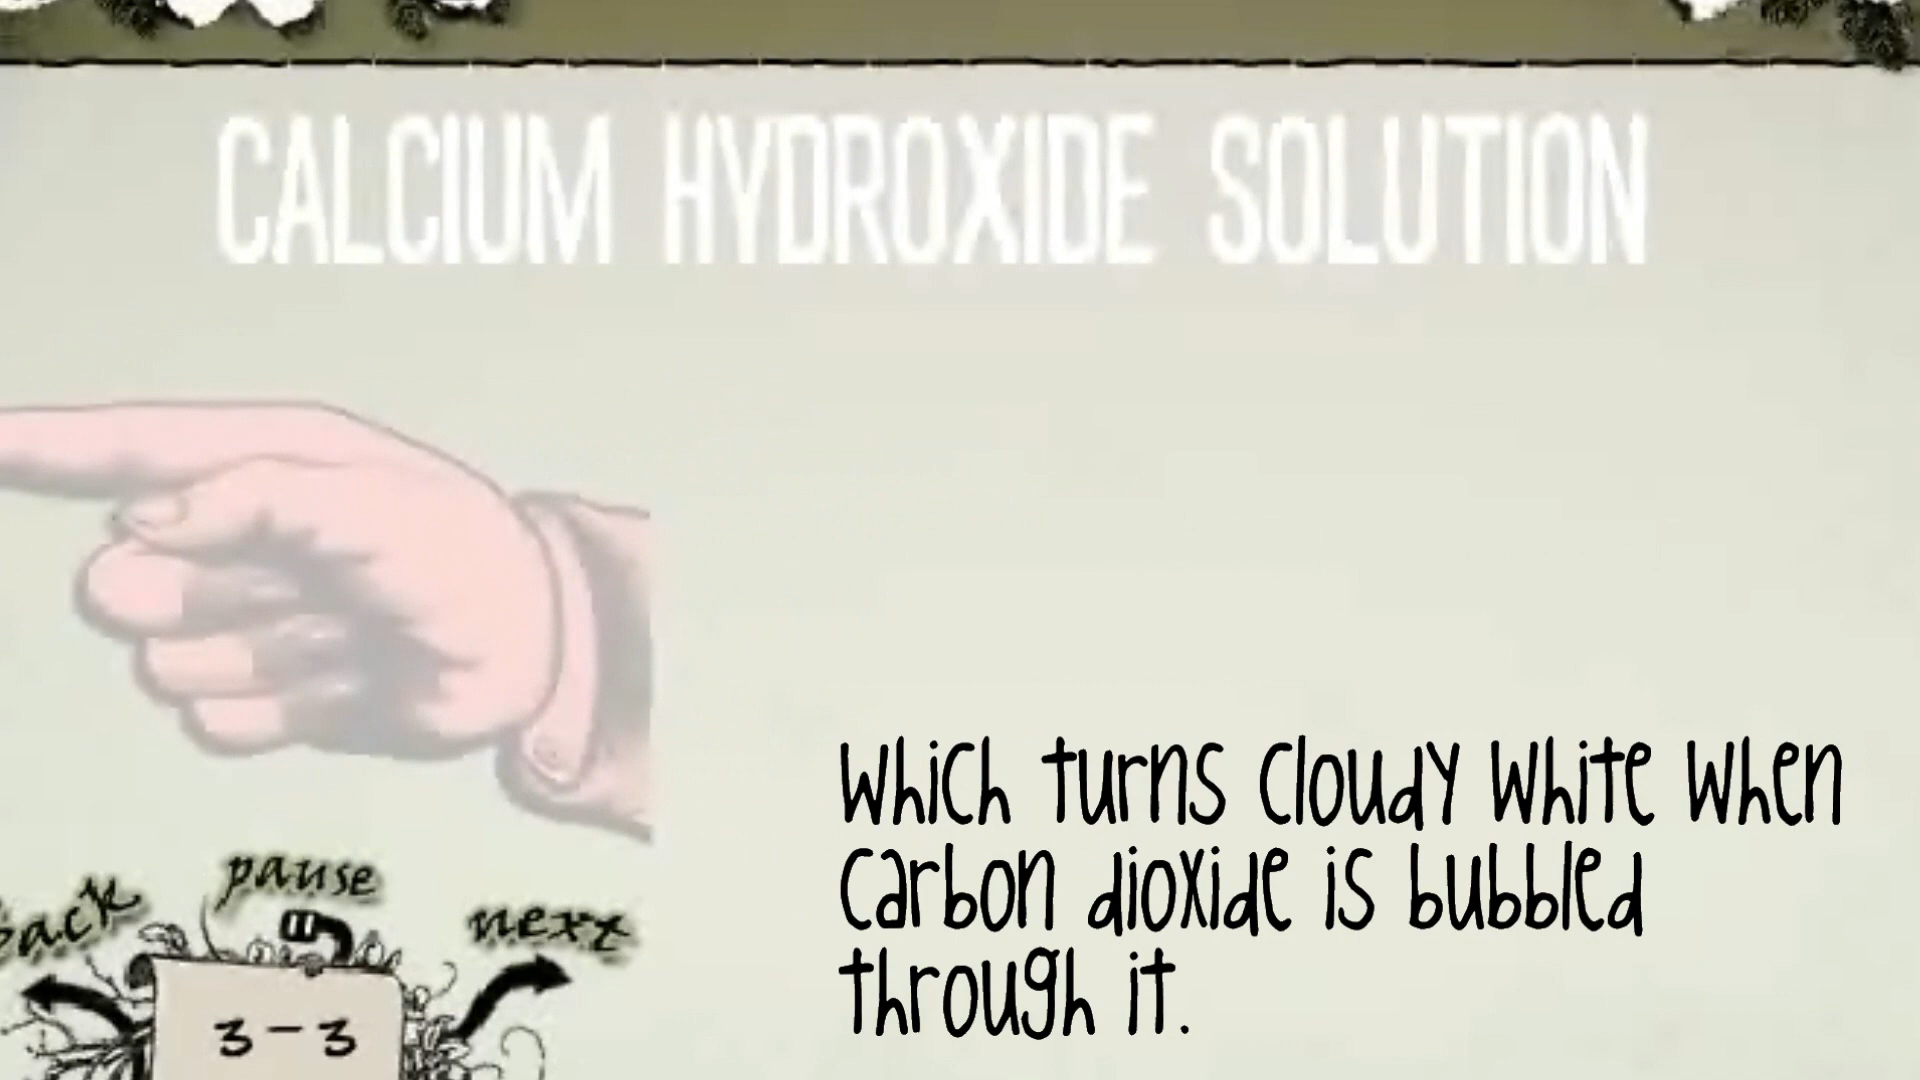 CALCIUM HYDROXIDE SOLUTION
Which turns cloudy white when
carbon dioxide is bubbled
through it.
back
pause
next
3-3